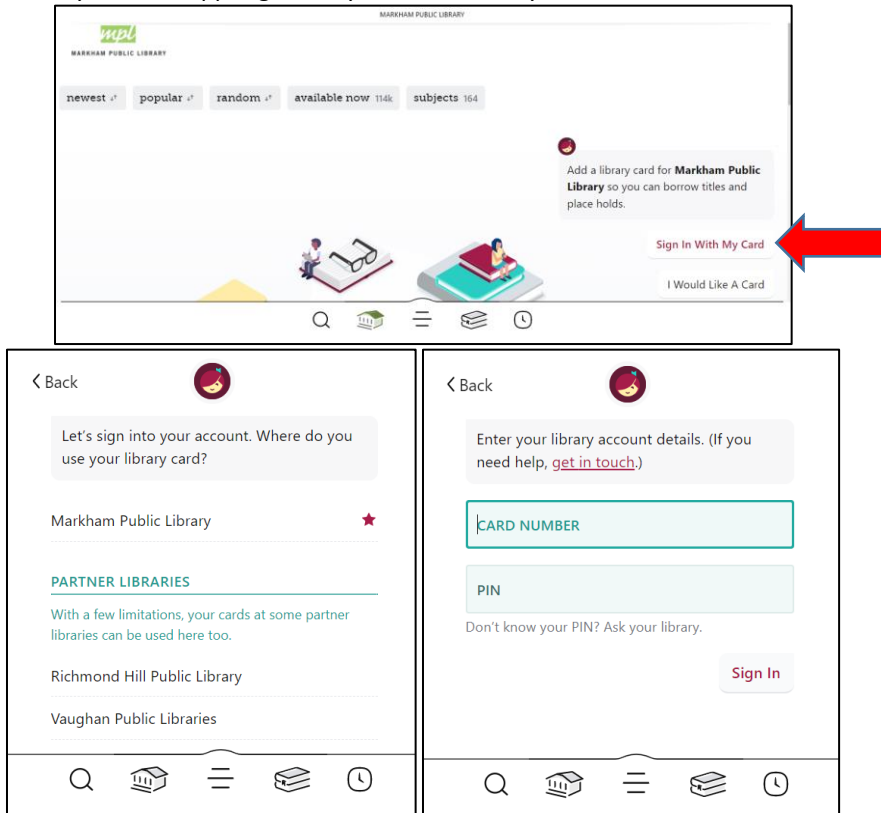 MARKHAM PUBLIC LIBRARY
mpl
MARKHAM PUBLIC LIBRARY
newest popular random available now 114k subjects 164
Add a library card for Markham Public
Library so you can borrow titles and
place holds.
Sign In With My Card
I Would Like A Card
Back
Let's sign into your account. Where do you
use your library card?
Markham Public Library
PARTNER LIBRARIES
With a few limitations, your cards at some partner
libraries can be used here too.
Richmond Hill Public Library
Vaughan Public Libraries
Back
Enter your library account details. (If you
need help, get in touch.)
CARD NUMBER
PIN
Don't know your PIN? Ask your library.
Sign In